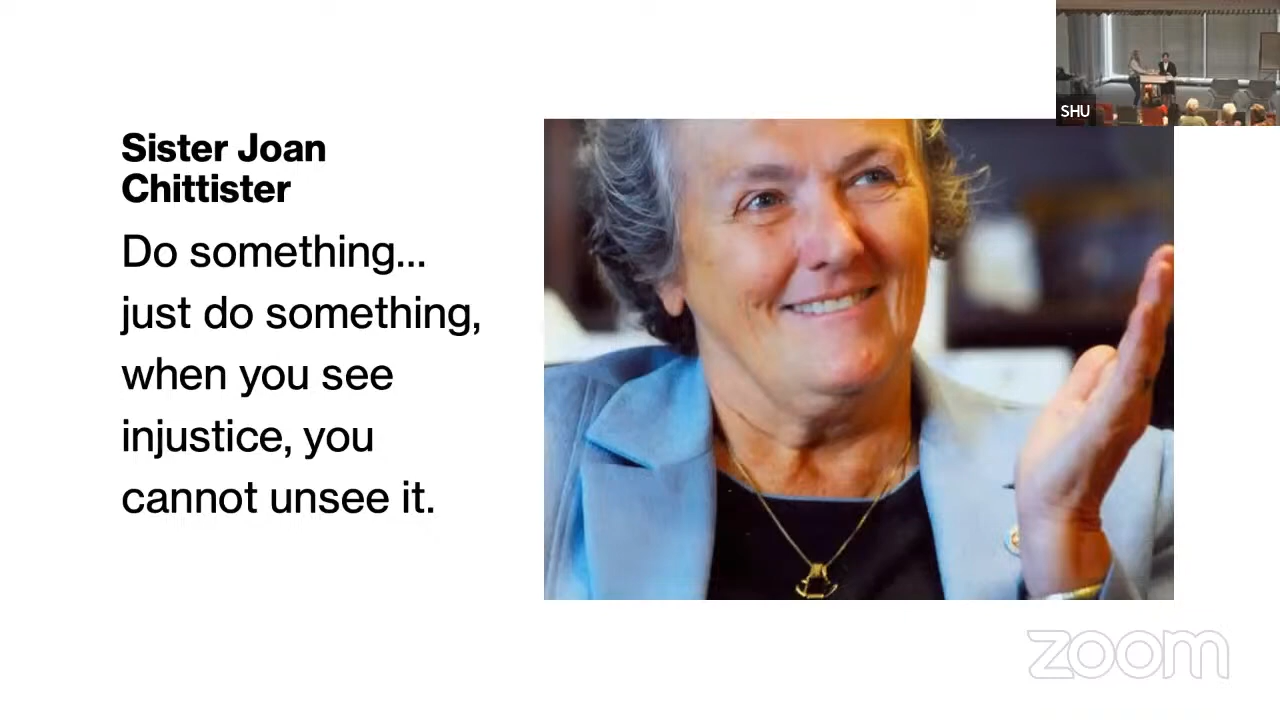 SHU
Sister Joan
Chittister
Do something...
just do something,
when you see
injustice, you
cannot unsee it.
zoom